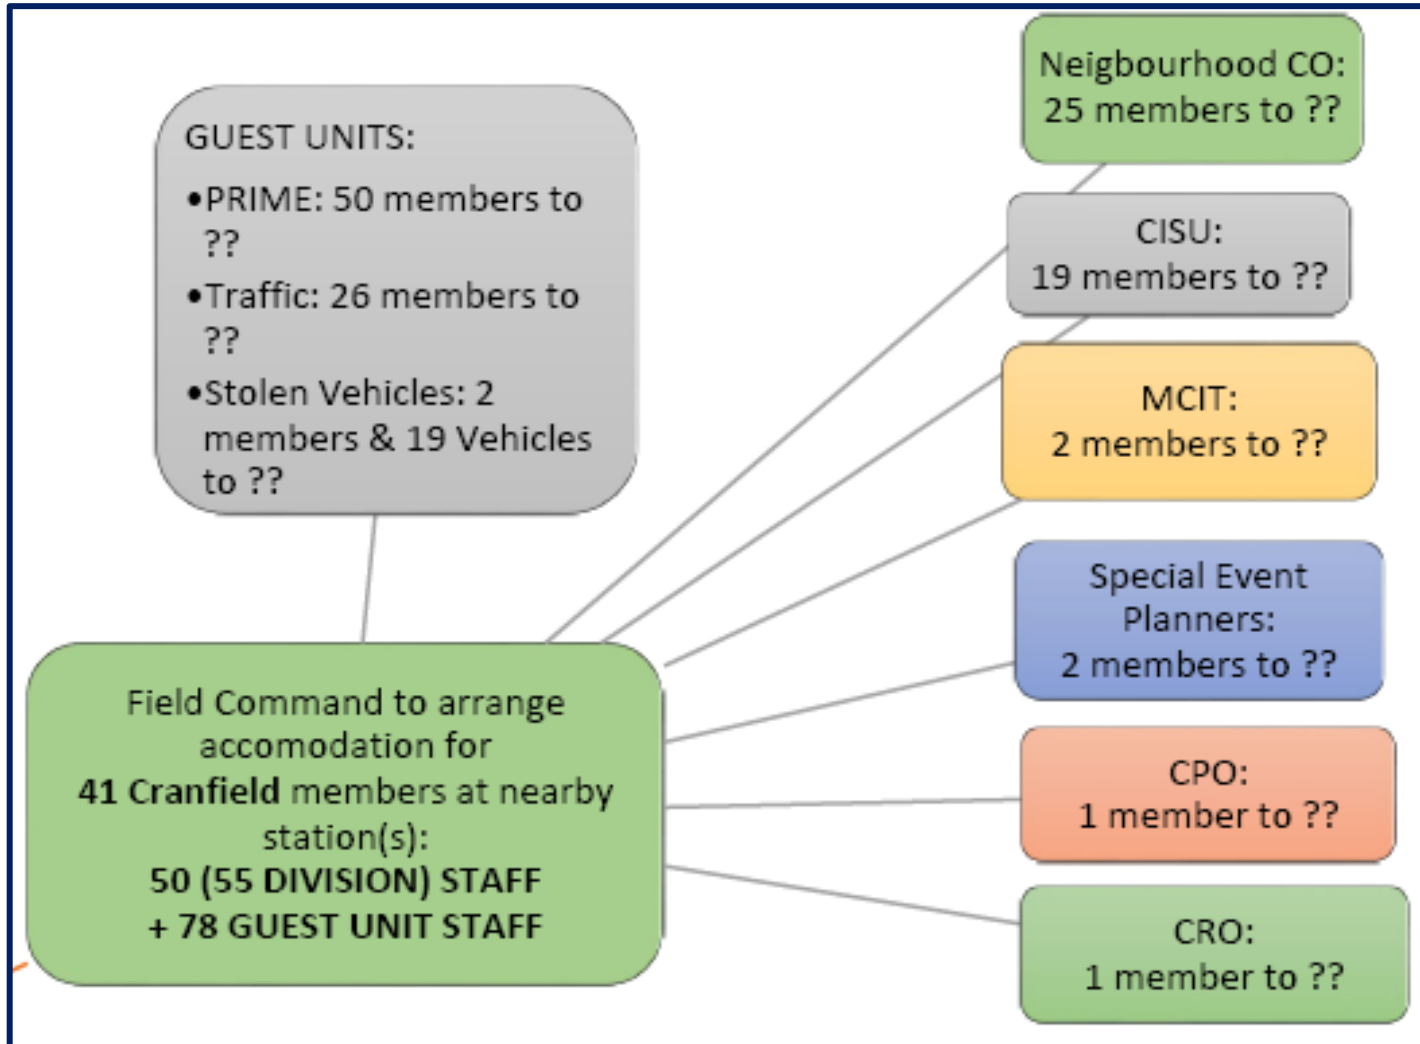 GUEST UNITS:
•PRIME: 50 members to
??
•Traffic: 26 members to
??
•Stolen Vehicles: 2
members & 19 Vehicles
to ??
Field Command to arrange
accomodation for
41 Cranfield members at nearby
station(s):
50 (55 DIVISION) STAFF
+ 78 GUEST UNIT STAFF
Neigbourhood CO:
25 members to ??
CISU:
19 members to ??
MCIT:
2 members to ??
Special Event
Planners:
2 members to ??
CPO:
1 member to ??
CRO:
1 member to ??